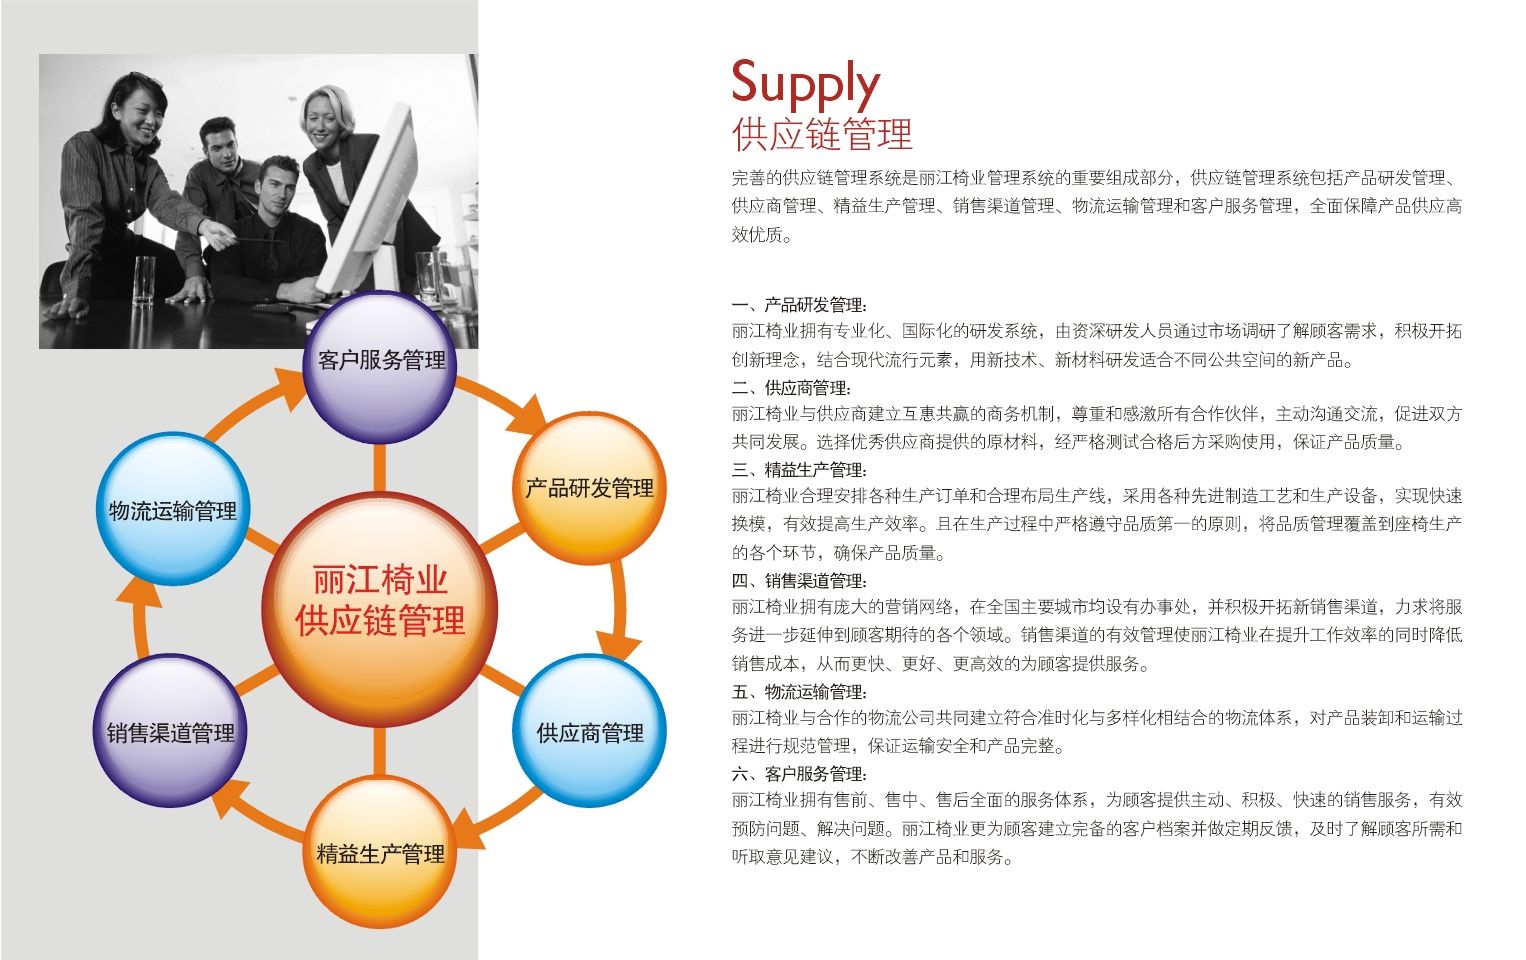 Supply
供应链管理
完善的供应链管理系统是丽江椅业管理系统的重要组成部分，供应链管理系统包括产品研发管理、
供应商管理、精益生产管理、销售渠道管理、物流运输管理和客户服务管理，全面保障产品供应高
效优质。
一、产品研发管理:
丽江椅业拥有专业化、国际化的研发系统，由资深研发人员通过市场调研了解顾客需求，积极开拓
创新理念，结合现代流行元素，用新技术、新材料研发适合不同公共空间的新产品。
二、供应商管理:
丽江椅业与供应商建立互惠共赢的商务机制，尊重和感激所有合作伙伴，主动沟通交流，促进双方
共同发展。选择优秀供应商提供的原材料，经严格测试合格后方采购使用，保证产品质量。
三、精益生产管理:
丽江椅业合理安排各种生产订单和合理布局生产线，采用各种先进制造工艺和生产设备，实现快速
换模，有效提高生产效率。且在生产过程中严格遵守品质第一的原则，将品质管理覆盖到座椅生产
的各个环节，确保产品质量。
四、销售渠道管理:
丽江椅业拥有庞大的营销网络，在全国主要城市均设有办事处，并积极开拓新销售渠道，力求将服
务进一步延伸到顾客期待的各个领域。销售渠道的有效管理使丽江椅业在提升工作效率的同时降低
销售成本，从而更快、更好、更高效的为顾客提供服务。
五、物流运输管理:
丽江椅业与合作的物流公司共同建立符合准时化与多样化相结合的物流体系，对产品装卸和运输过
程进行规范管理，保证运输安全和产品完整。
六、客户服务管理:
丽江椅业拥有售前、售中、售后全面的服务体系，为顾客提供主动、积极、快速的销售服务，有效
预防问题、解决问题。丽江椅业更为顾客建立完备的客户档案并做定期反馈，及时了解顾客所需和
听取意见建议，不断改善产品和服务。
客户服务管理
产品研发管理
物流运输管理
丽江椅业
供应链管理
销售渠道管理
供应商管理
精益生产管理